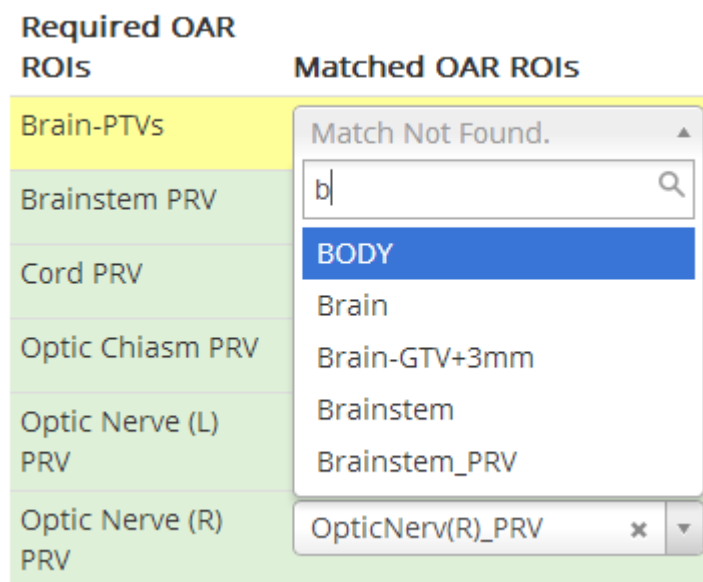 Required OAR
ROIs
Matched OAR ROIs
Brain-PTVs
Match Not Found.
Brainstem PRV
b
BODY
Cord PRV
Brain
Optic Chiasm PRV
Brain-GTV+3mm
Optic Nerve (L)
PRV
Brainstem
Brainstem_PRV
Optic Nerve (R)
PRV
OpticNerv(R)_PRV